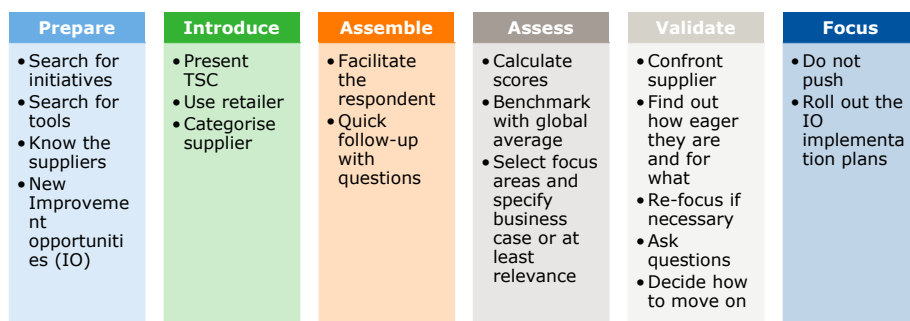 Prepare
• Search for
initiatives
• Search for
tools
• Know the
suppliers
• New
Improveme
nt
opportuniti
es (IO)
Introduce
• Present
TSC
• Use retailer
• Categorise
supplier
Assemble
• Facilitate
the
respondent
• Quick
follow-up
with
questions
Assess
• Calculate
scores
• Benchmark
with global
average
• Select focus
areas and
specify
business
case or at
least
relevance
Validate
• Confront
supplier
• Find out
how eager
they are
and for
what
• Re-focus if
necessary
• Ask
questions
• Decide how
to move on
Focus
• Do not
push
• Roll out the
IO
implementa
tion plans